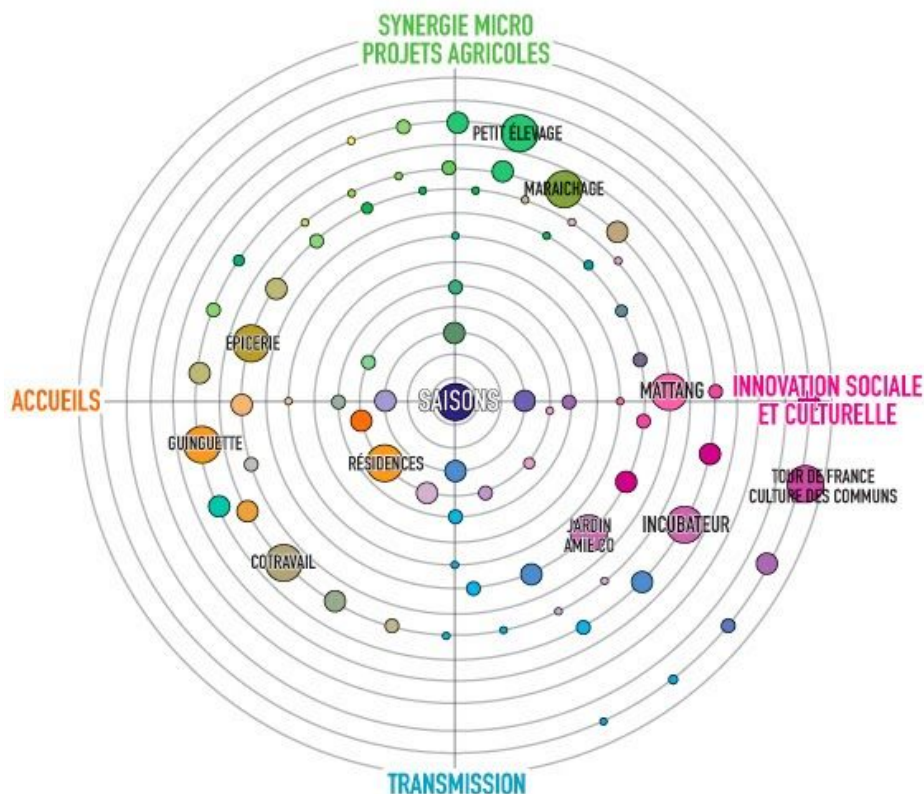 SYNERGIE MICRO
PROJETS AGRICOLES
PETIT ÉLEVAGE
MARAICHAGE
ÉPICERIE
ACCUEILS
SAISONS
MATTANG
INNOVATION SOCIALE
ET CULTURELLE
GUINGUETTE
RÉSIDENCES
TOUR DE FRANCE
CULTURE DES COMMUNS
JARDIN
AMIE CO
INCUBATEUR
COTRAVAIL
TRANSMISSION